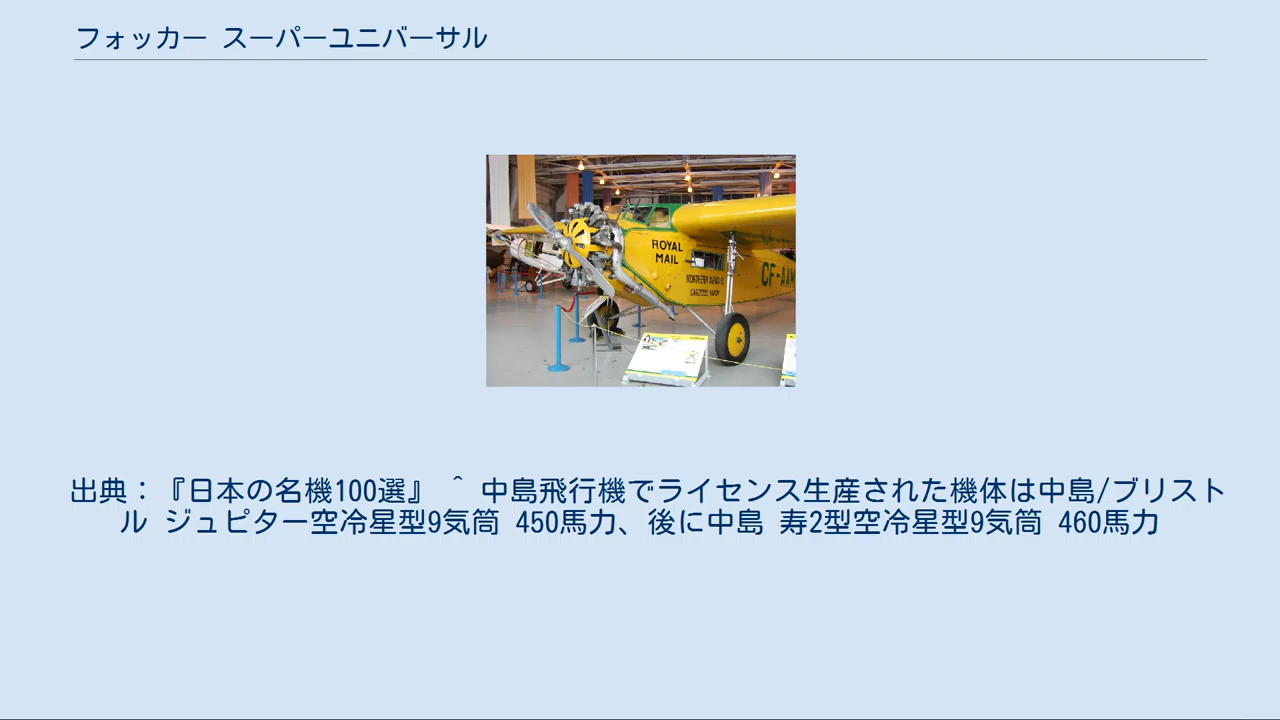 フォッカー スーパーユニバーサル
ROYAL
MAIL
CF-AAM
出典：『日本の名機100選』 ^ 中島飛行機でライセンス生産された機体は中島/ブリスト
ル ジュピター空冷星型9気筒 450馬力、後に中島 寿2型空冷星型9気筒 460馬力